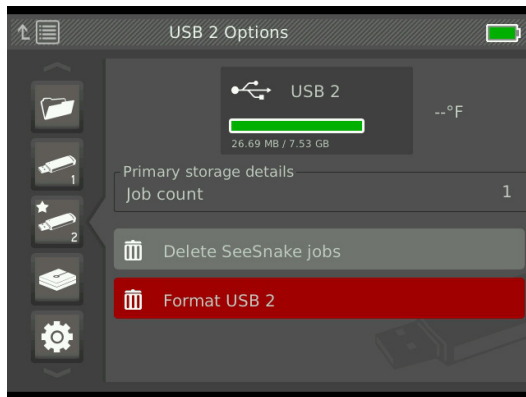 USB 2 Options
USB 2
26.69 MB / 7.53 GB
--°F
1
2
Primary storage details
Job count 1
Delete SeeSnake jobs
Format USB 2